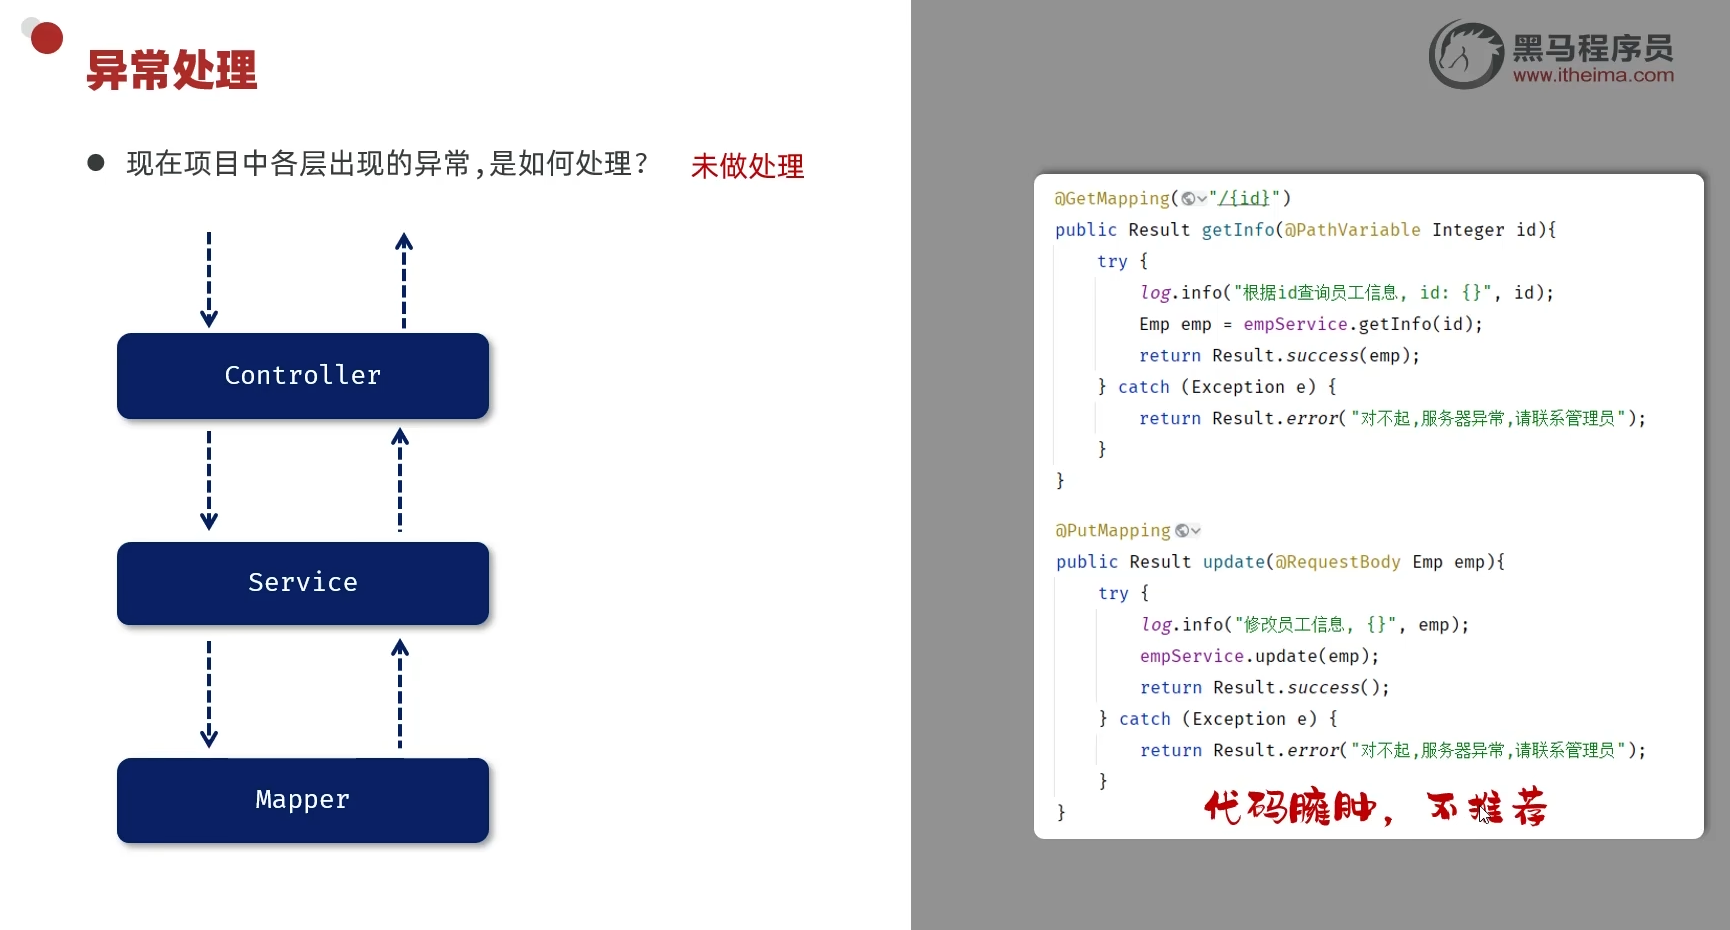 异常处理
现在项目中各层出现的异常,是如何处理？ 未做处理
Controller
Service
Mapper
黑马程序员
www.itheima.com
@GetMapping("/{id}")
public Result getInfo(@PathVariable Integer id){
try {
log.info("根据id查询员工信息, id: {}", id);
Emp emp = empService.getInfo(id);
return Result.success(emp);
} catch (Exception e) {
return Result.error("对不起,服务器异常,请联系管理员");
}
}
@PutMapping
public Result update(@RequestBody Emp emp){
try {
log.info("修改员工信息, {}", emp);
empService.update(emp);
return Result.success();
} catch (Exception e) {
return Result.error("对不起,服务器异常,请联系管理员");
}
}
代码臃肿，不推荐